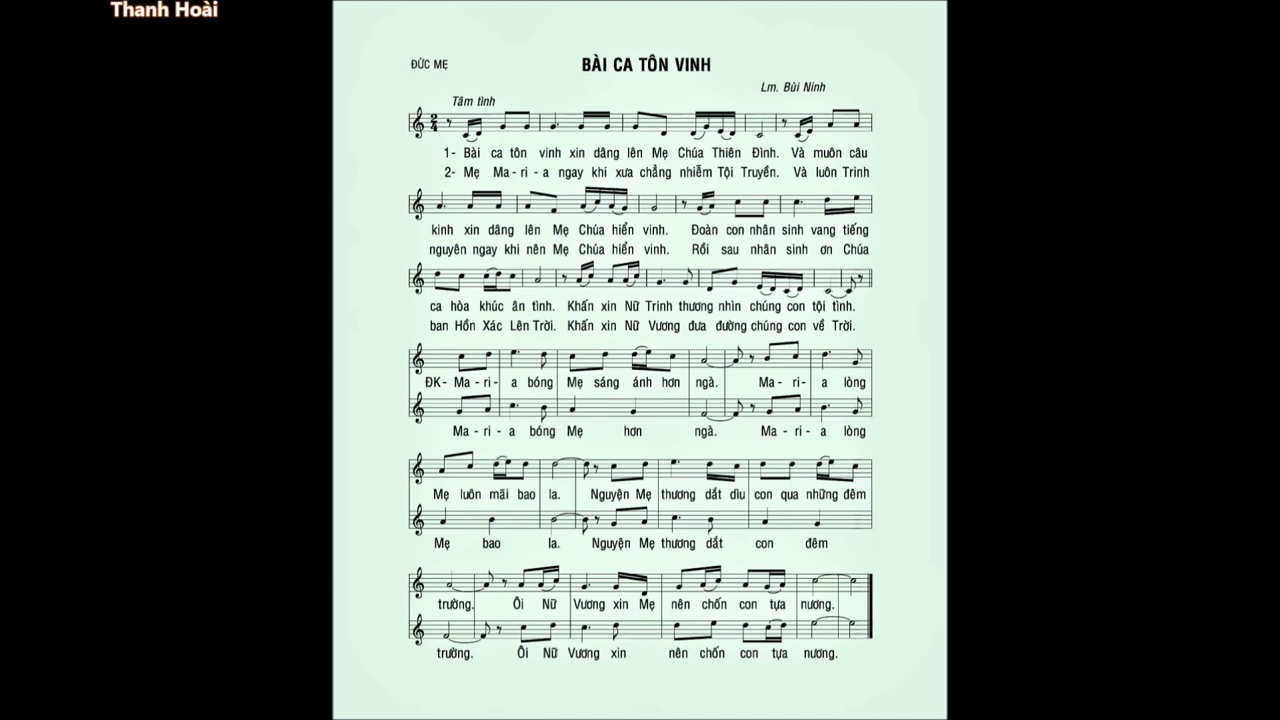 Thanh Hoài
ĐỨC MẸ
BÀI CA TÔN VINH
Lm. Bùi Ninh
Tâm tình
1- Bài ca tôn vinh xin dâng lên Mẹ Chúa Thiên Đình. Và muôn câu
2- Mẹ Ma - ri - a ngay khi xưa chẳng nhiễm Tội Truyền. Và luôn Trinh
kinh xin dâng lên Mẹ Chúa hiển vinh. Đoàn con nhân sinh vang tiếng
nguyên ngay khi nên Mẹ Chúa hiển vinh. Rồi sau nhân sinh ơn Chúa
ca hòa khúc ân tình. Khấn xin Nữ Trinh thương nhìn chúng con tội tình.
ban Hồn Xác Lên Trời. Khấn xin Nữ Vương đưa đường chúng con về Trời.
ĐK- Ma - ri - a bóng Mẹ sáng ánh hơn ngà. Ma - ri - a lòng
Ma - ri - a bóng Mẹ hơn ngà. Ma - ri - a lòng
Mẹ luôn mãi bao la. Nguyện Mẹ thương dắt dìu con qua những đêm
Mẹ bao la. Nguyện Mẹ thương dắt con đêm
trường. Ôi Nữ Vương xin Mẹ nên chốn con tựa nương.
trường. Ôi Nữ Vương xin nên chốn con tựa nương.